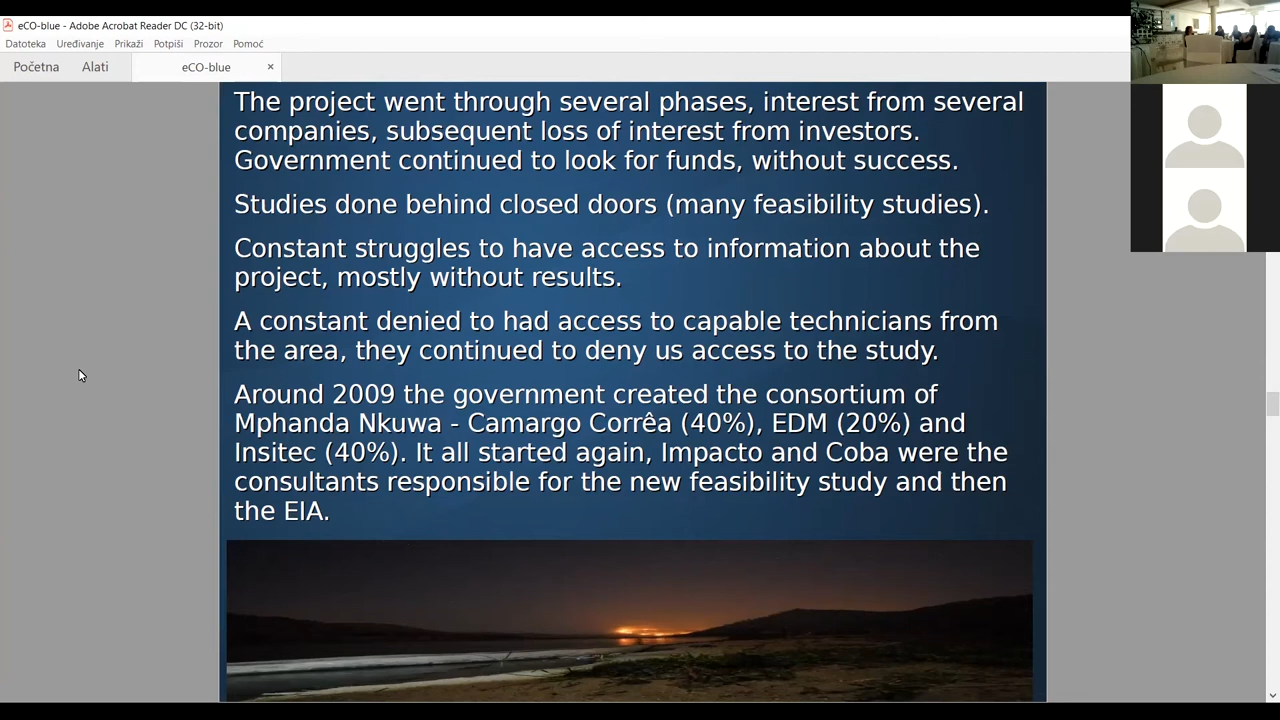 eCO-blue - Adobe Acrobat Reader DC (32-bit)
Datoteka Uređivanje Prikaži Potpiši Prozor Pomoć
Početna Alati eCO-blue ×
The project went through several phases, interest from several
companies, subsequent loss of interest from investors.
Government continued to look for funds, without success.
Studies done behind closed doors (many feasibility studies).
Constant struggles to have access to information about the
project, mostly without results.
A constant denied to had access to capable technicians from
the area, they continued to deny us access to the study.
Around 2009 the government created the consortium of
Mphanda Nkuwa - Camargo Corrêa (40%), EDM (20%) and
Insitec (40%). It all started again, Impacto and Coba were the
consultants responsible for the new feasibility study and then
the EIA.